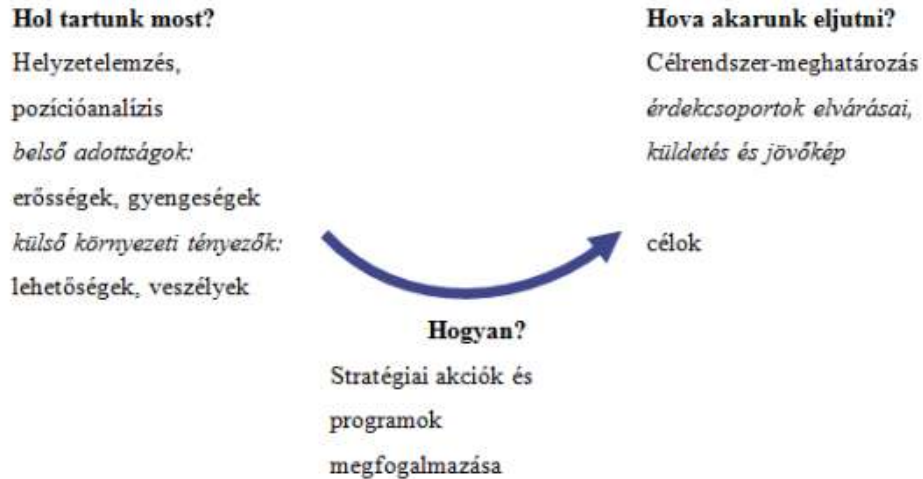 Hol tartunk most?
Helyzetelemzés,
pozícióanalízis
belső adottságok:
erősségek, gyengeségek
külső környezeti tényezők:
lehetőségek, veszélyek
Hova akarunk eljutni?
Célrendszer-meghatározás
érdekcsoportok elvárásai,
küldetés és jövőkép
célok
Hogyan?
Stratégiai akciók és
programok
megfogalmazása